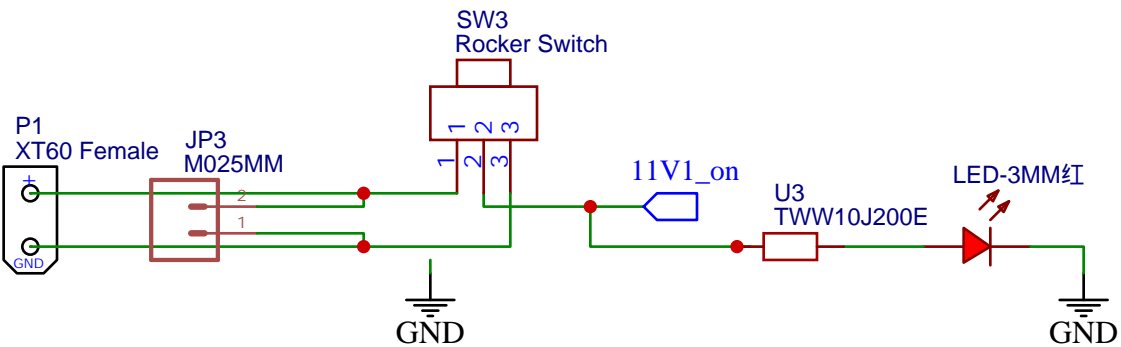 SW3
Rocker Switch
1 2 3
1 2 3
P1
XT60 Female
+
GND
JP3
M025MM
2
1
GND
11V1_on
U3
TWW10J200E
LED-3MM红
GND